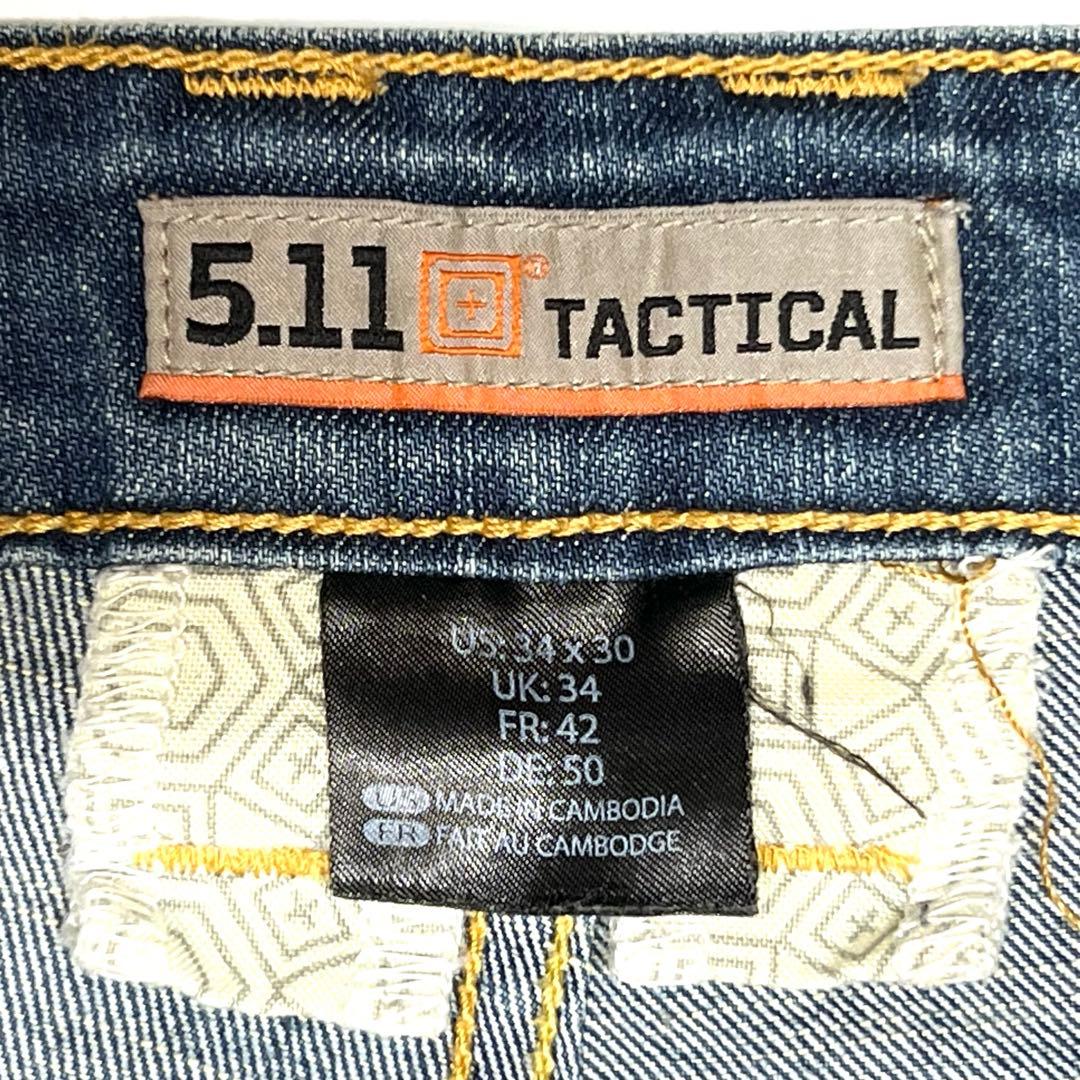 5.11 TACTICAL
US: 34 x 30
UK: 34
FR: 42
DE: 50
UK MADE IN CAMBODIA
FR FAIT AU CAMBODGE